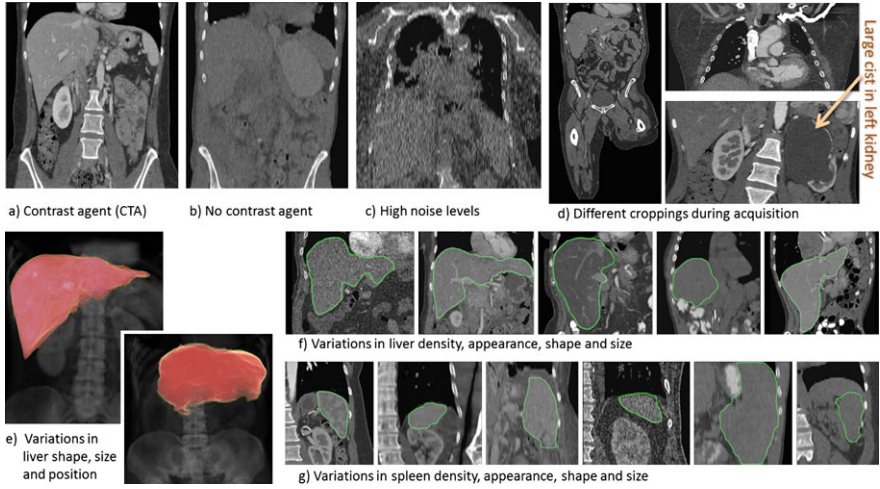 Large cist in left
kidney
a) Contrast agent (CTA)
b) No contrast agent
c) High noise levels
d) Different croppings during acquisition
e) Variations in
liver shape, size
and position
f) Variations in liver density, appearance, shape and size
g) Variations in spleen density, appearance, shape and size